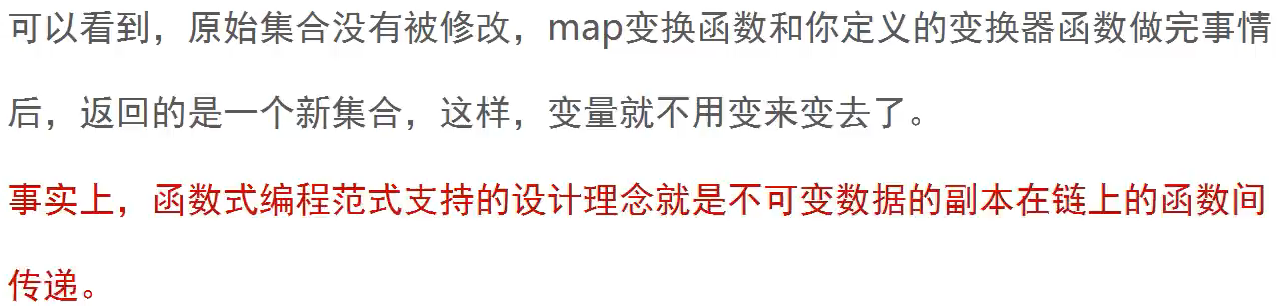 可以看到，原始集合没有被修改，map变换函数和你定义的变换器函数做完事情
后，返回的是一个新集合，这样，变量就不用变来变去了。
事实上，函数式编程范式支持的设计理念就是不可变数据的副本在链上的函数间
传递。